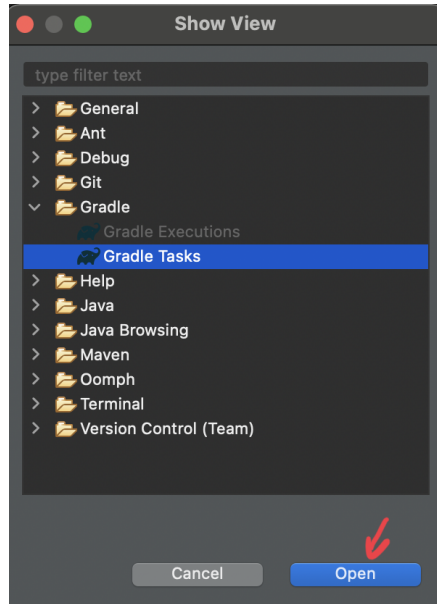 Show View
type filter text
General
Ant
Debug
Git
Gradle
Gradle Executions
Gradle Tasks
Help
Java
Java Browsing
Maven
Oomph
Terminal
Version Control (Team)
Cancel
Open